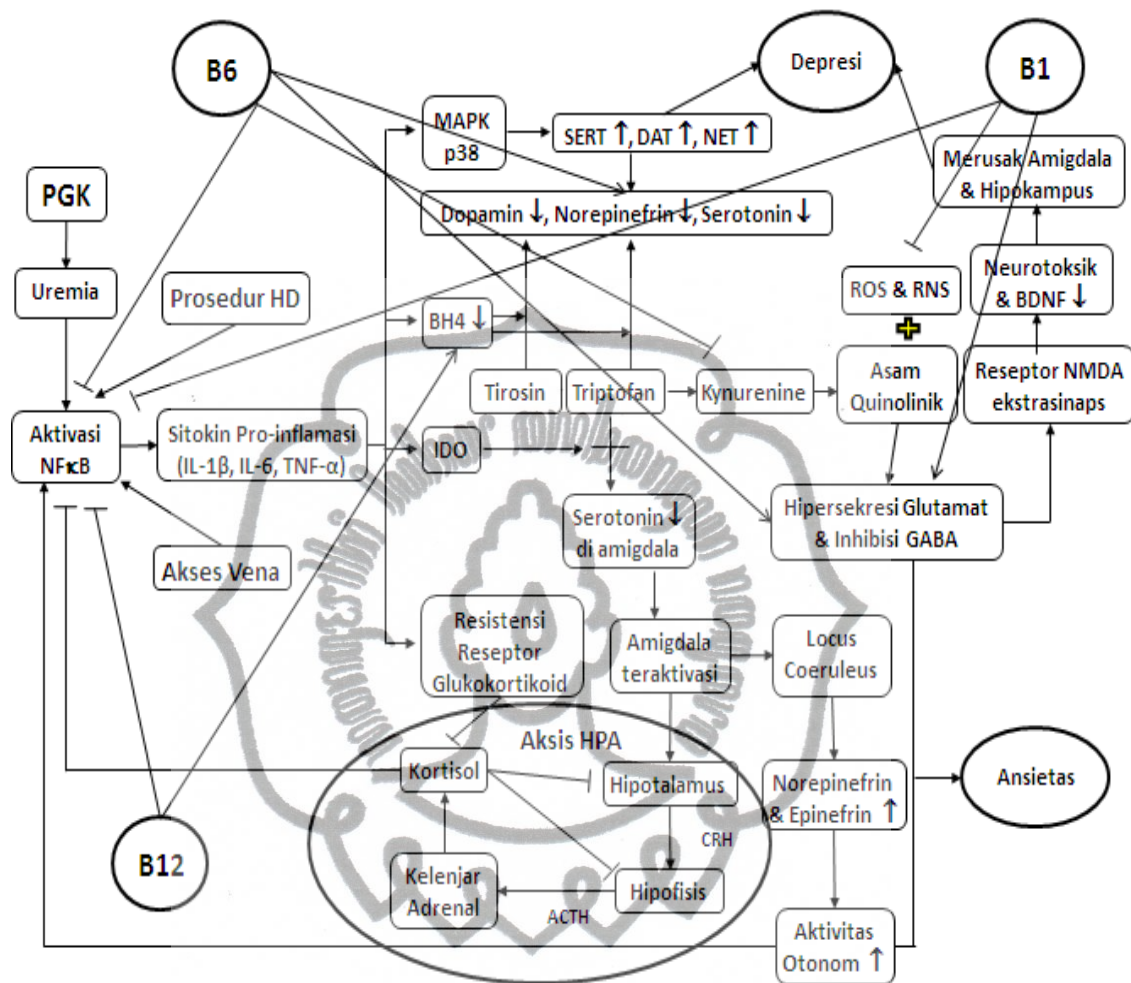 B6
Depresi
B1
MAPK
p38
SERT ↑, DAT ↑, NET ↑
Merusak Amigdala
& Hipokampus
PGK
Dopamin ↓, Norepinefrin ↓, Serotonin ↓
Uremia
Prosedur HD
ROS & RNS
Neurotoksik
& BDNF ↓
BH4 ↓
Tirosin
Triptofan
Kynurenine
Asam
Quinolinik
Reseptor NMDA
ekstrasinaps
Aktivasi
NFκB
Sitokin Pro-inflamasi
(IL-1β, IL-6, TNF-α)
IDO
Serotonin ↓
di amigdala
Hipersekresi Glutamat
& Inhibisi GABA
Akses Vena
Resistensi
Reseptor
Glukokortikoid
Amigdala
teraktivasi
Locus
Coeruleus
Aksis HPA
Kortisol
Hipotalamus
Norepinefrin
& Epinefrin ↑
Ansietas
CRH
B12
Kelenjar
Adrenal
Hipofisis
ACTH
Aktivitas
Otonom ↑